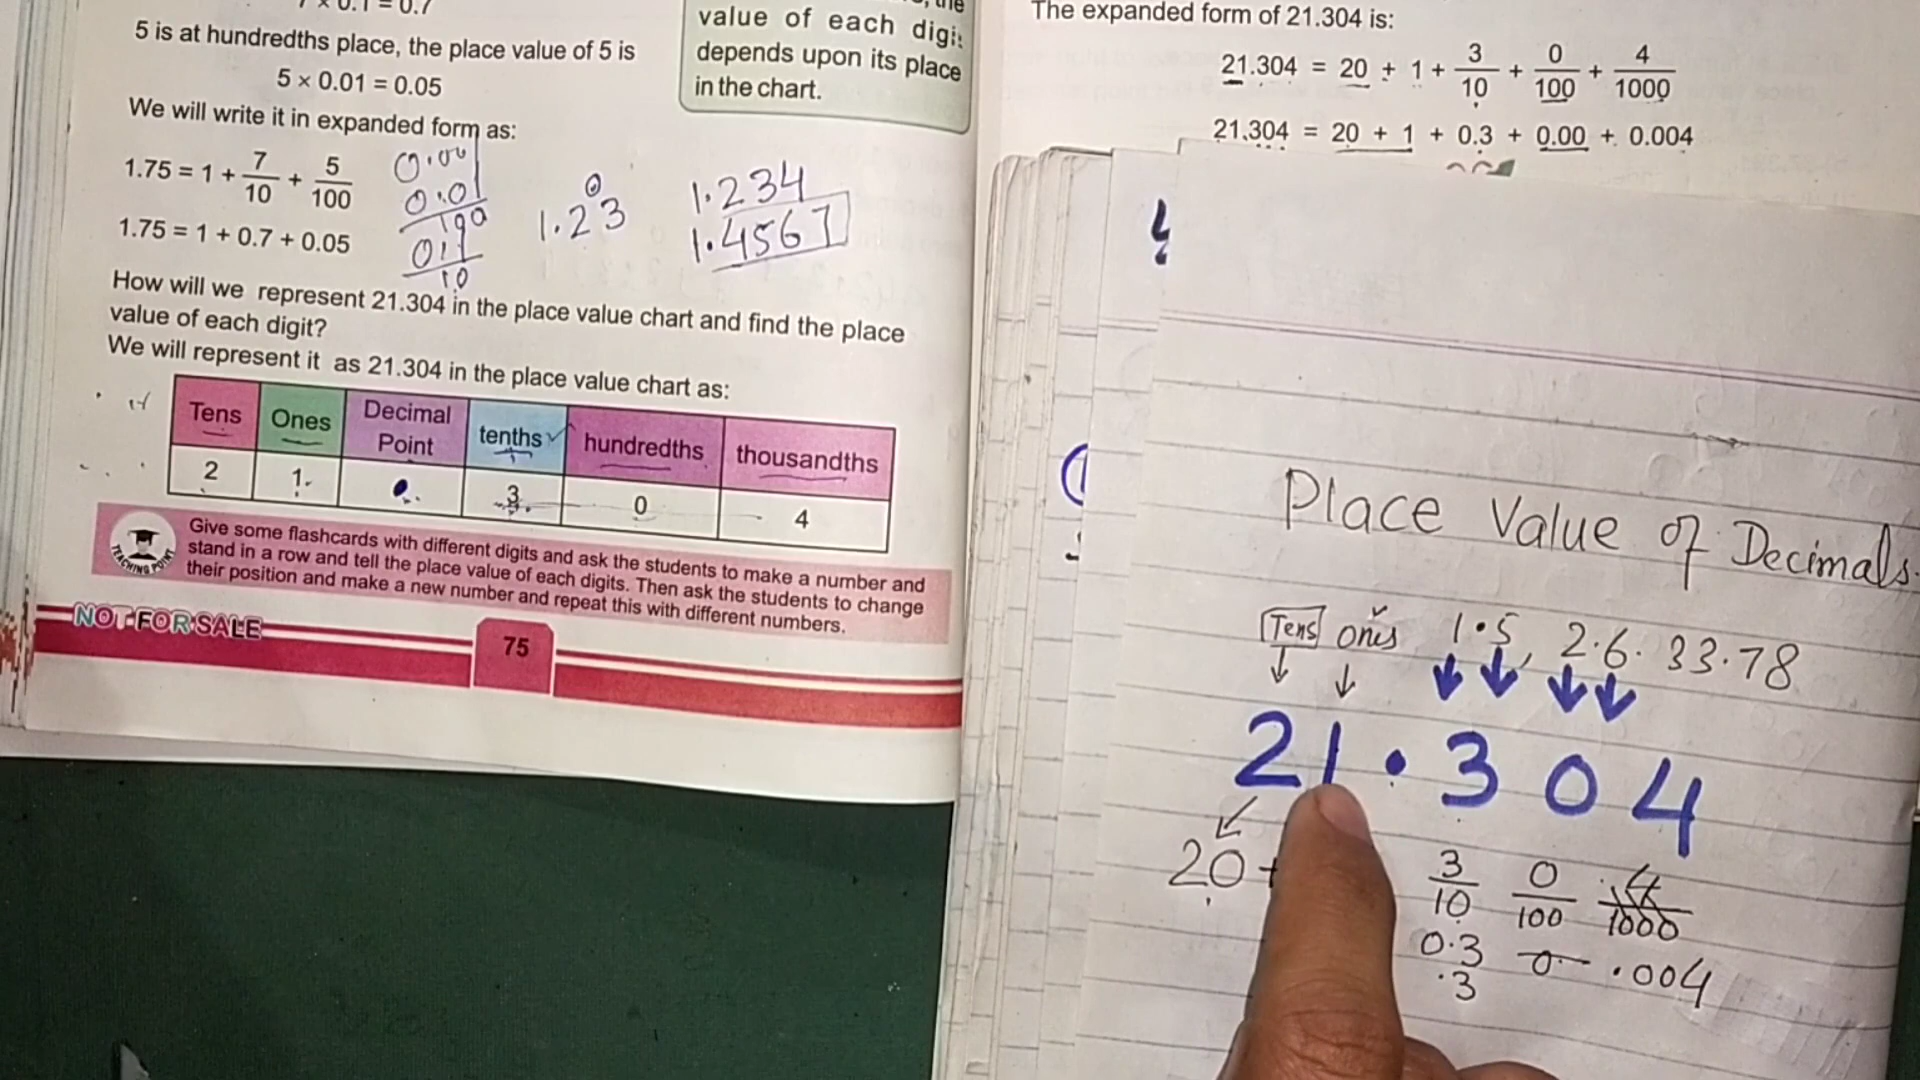 7 × 0.1 = 0.7
5 is at hundredths place, the place value of 5 is
5 × 0.01 = 0.05
We will write it in expanded form as:
1.75 = 1 + 7/10 + 5/100
1.75 = 1 + 0.7 + 0.05
the
value of each digit
depends upon its place
in the chart.
1.23
1.234
1.4567
How will we represent 21.304 in the place value chart and find the place
value of each digit?
We will represent it as 21.304 in the place value chart as:
Tens Ones Decimal Point tenths hundredths thousandths
2 1 . 3 0 4
TEACHING POINT
Give some flashcards with different digits and ask the students to make a number and
stand in a row and tell the place value of each digits. Then ask the students to change
their position and make a new number and repeat this with different numbers.
NOT FOR SALE
75
The expanded form of 21.304 is:
21.304 = 20 + 1 + 3/10 + 0/100 + 4/1000
21.304 = 20 + 1 + 0.3 + 0.00 + 0.004
Place Value of Decimals
Tens ones 1.5, 2.6. 33.78
21.304
20 + 3/10 0/100 4/1000
0.3 0 .004
.3